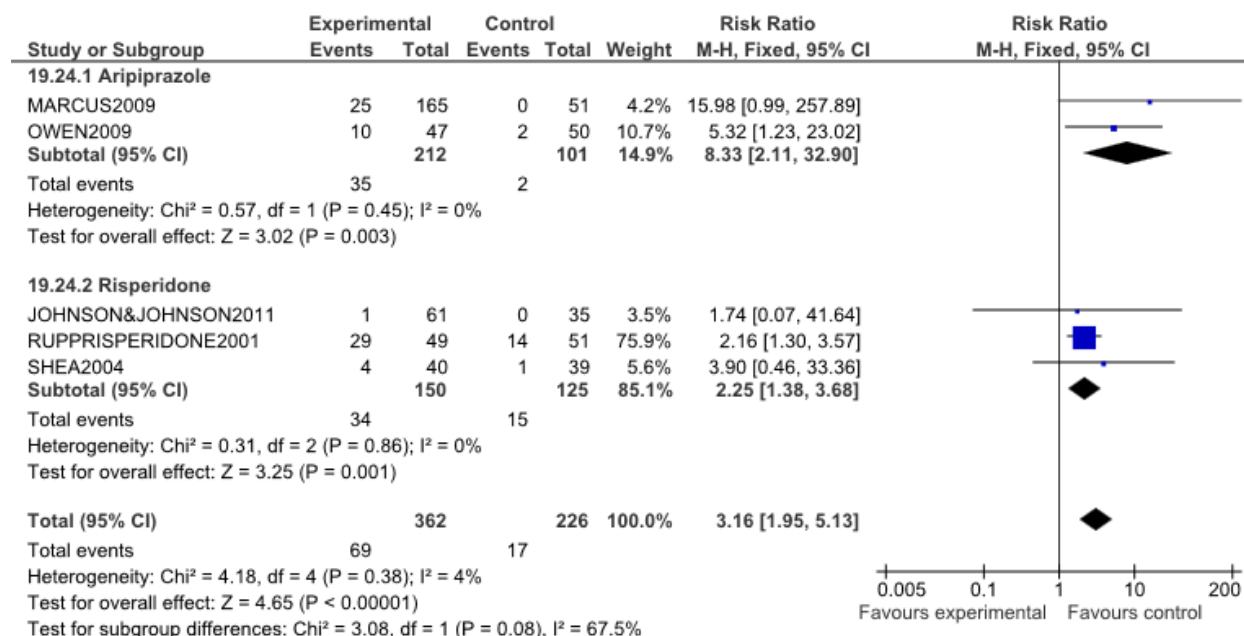 Experimental Control Risk Ratio Risk Ratio
Study or Subgroup Events Total Events Total Weight M-H, Fixed, 95% CI M-H, Fixed, 95% CI
19.24.1 Aripiprazole
MARCUS2009 25 165 0 51 4.2% 15.98 [0.99, 257.89]
OWEN2009 10 47 2 50 10.7% 5.32 [1.23, 23.02]
Subtotal (95% CI) 212 101 14.9% 8.33 [2.11, 32.90]
Total events 35 2
Heterogeneity: Chi² = 0.57, df = 1 (P = 0.45); I² = 0%
Test for overall effect: Z = 3.02 (P = 0.003)
19.24.2 Risperidone
JOHNSON&JOHNSON2011 1 61 0 35 3.5% 1.74 [0.07, 41.64]
RUPPRISPERIDONE2001 29 49 14 51 75.9% 2.16 [1.30, 3.57]
SHEA2004 4 40 1 39 5.6% 3.90 [0.46, 33.36]
Subtotal (95% CI) 150 125 85.1% 2.25 [1.38, 3.68]
Total events 34 15
Heterogeneity: Chi² = 0.31, df = 2 (P = 0.86); I² = 0%
Test for overall effect: Z = 3.25 (P = 0.001)
Total (95% CI) 362 226 100.0% 3.16 [1.95, 5.13]
Total events 69 17
Heterogeneity: Chi² = 4.18, df = 4 (P = 0.38); I² = 4%
Test for overall effect: Z = 4.65 (P < 0.00001)
Test for subgroup differences: Chi² = 3.08, df = 1 (P = 0.08), I² = 67.5%
0.005 0.1 1 10 200
Favours experimental Favours control